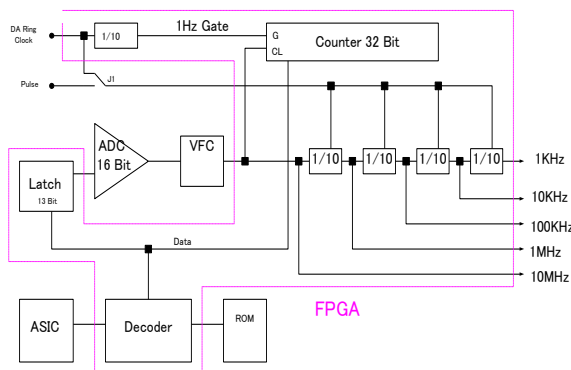 DA Ring
Clock
1/10
1Hz Gate
G
CL
Counter 32 Bit
Pulse
J1
ADC
16 Bit
VFC
1/10
1/10
1/10
1/10
1KHz
Latch
13 Bit
10KHz
100KHz
Data
1MHz
10MHz
FPGA
ASIC
Decoder
ROM